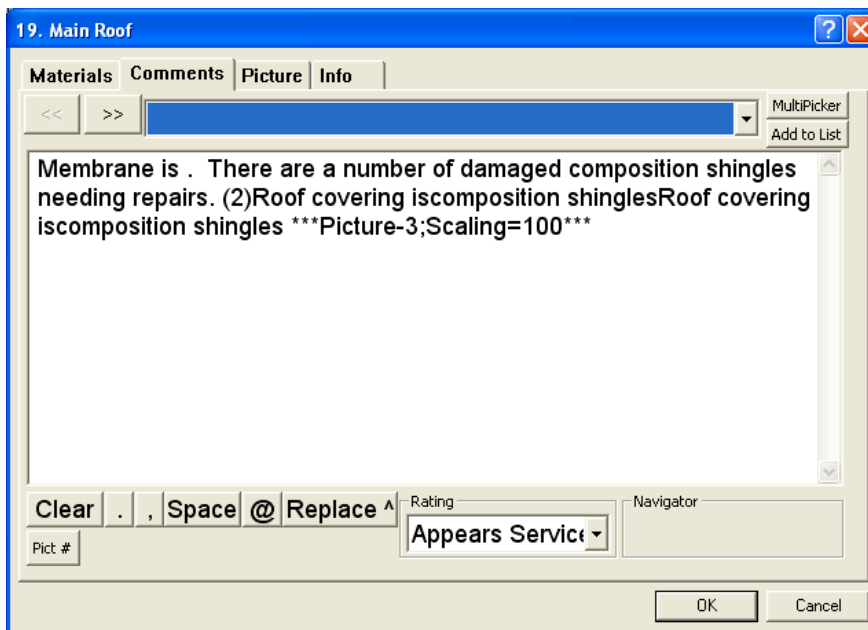 19. Main Roof
Materials Comments Picture Info
<< >> MultiPicker
Add to List
Membrane is .  There are a number of damaged composition shingles
needing repairs. (2)Roof covering iscomposition shinglesRoof covering
iscomposition shingles ***Picture-3;Scaling=100***
Clear . , Space @ Replace ^ Rating Navigator
Appears Service
Pict #
OK Cancel